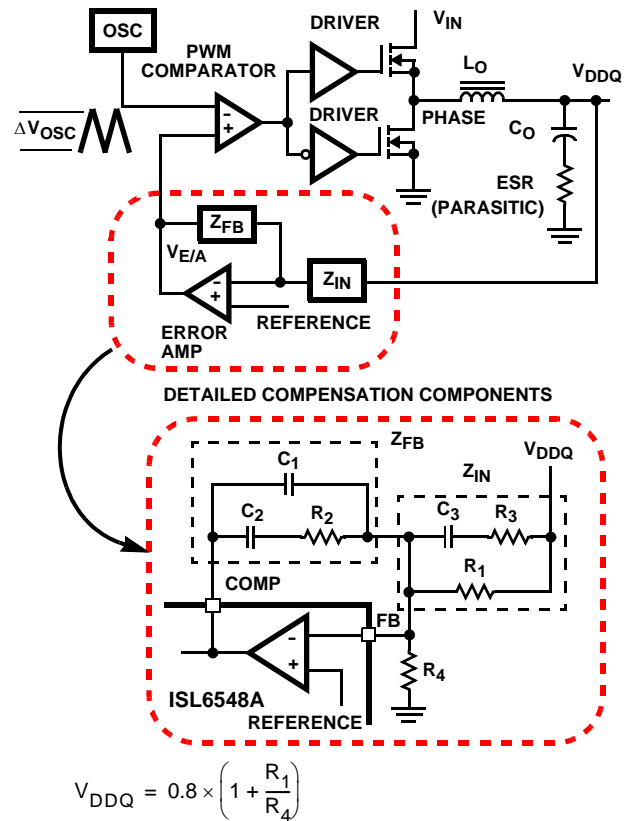 OSC
PWM
COMPARATOR
DRIVER
V_IN
L_O
V_DDQ
ΔV_OSC
-
+
DRIVER
PHASE
C_O
ESR
(PARASITIC)
Z_FB
V_E/A
Z_IN
-
+
REFERENCE
ERROR
AMP
DETAILED COMPENSATION COMPONENTS
Z_FB
V_DDQ
C_1
Z_IN
C_2
R_2
C_3
R_3
R_1
COMP
FB
-
+
R_4
ISL6548A
REFERENCE
V_DDQ = 0.8 × (1 + R_1/R_4)